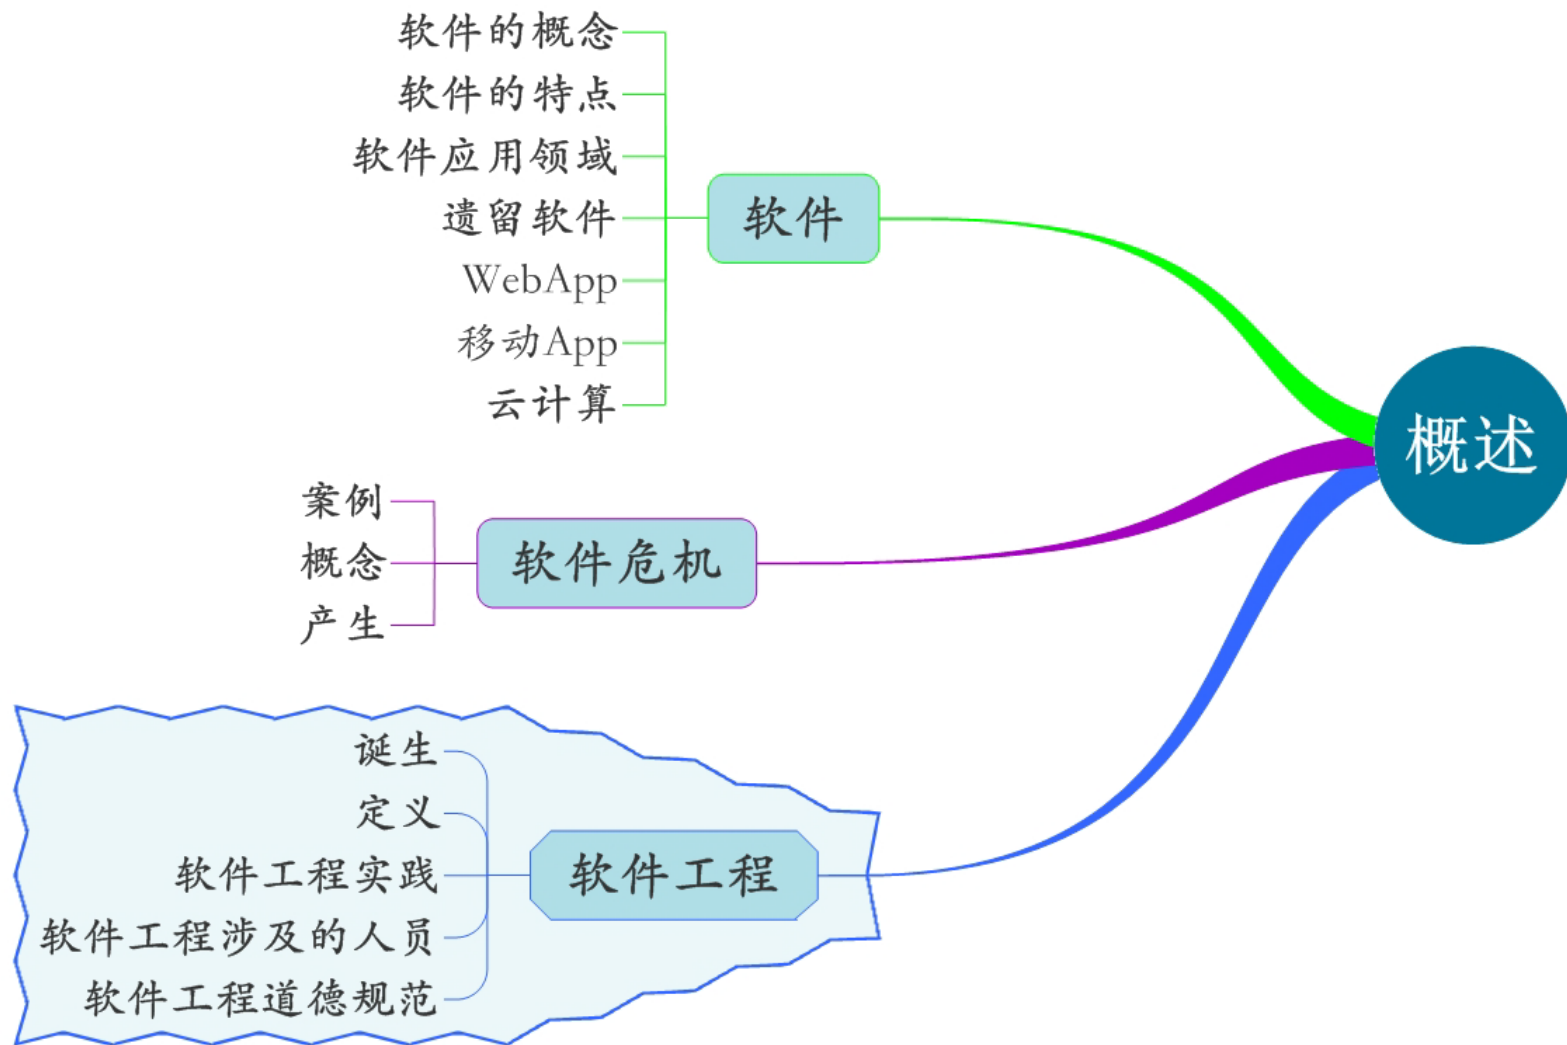 软件的概念
软件的特点
软件应用领域
遗留软件
WebApp
移动App
云计算
软件
概述
案例
概念
产生
软件危机
诞生
定义
软件工程实践
软件工程涉及的人员
软件工程道德规范
软件工程